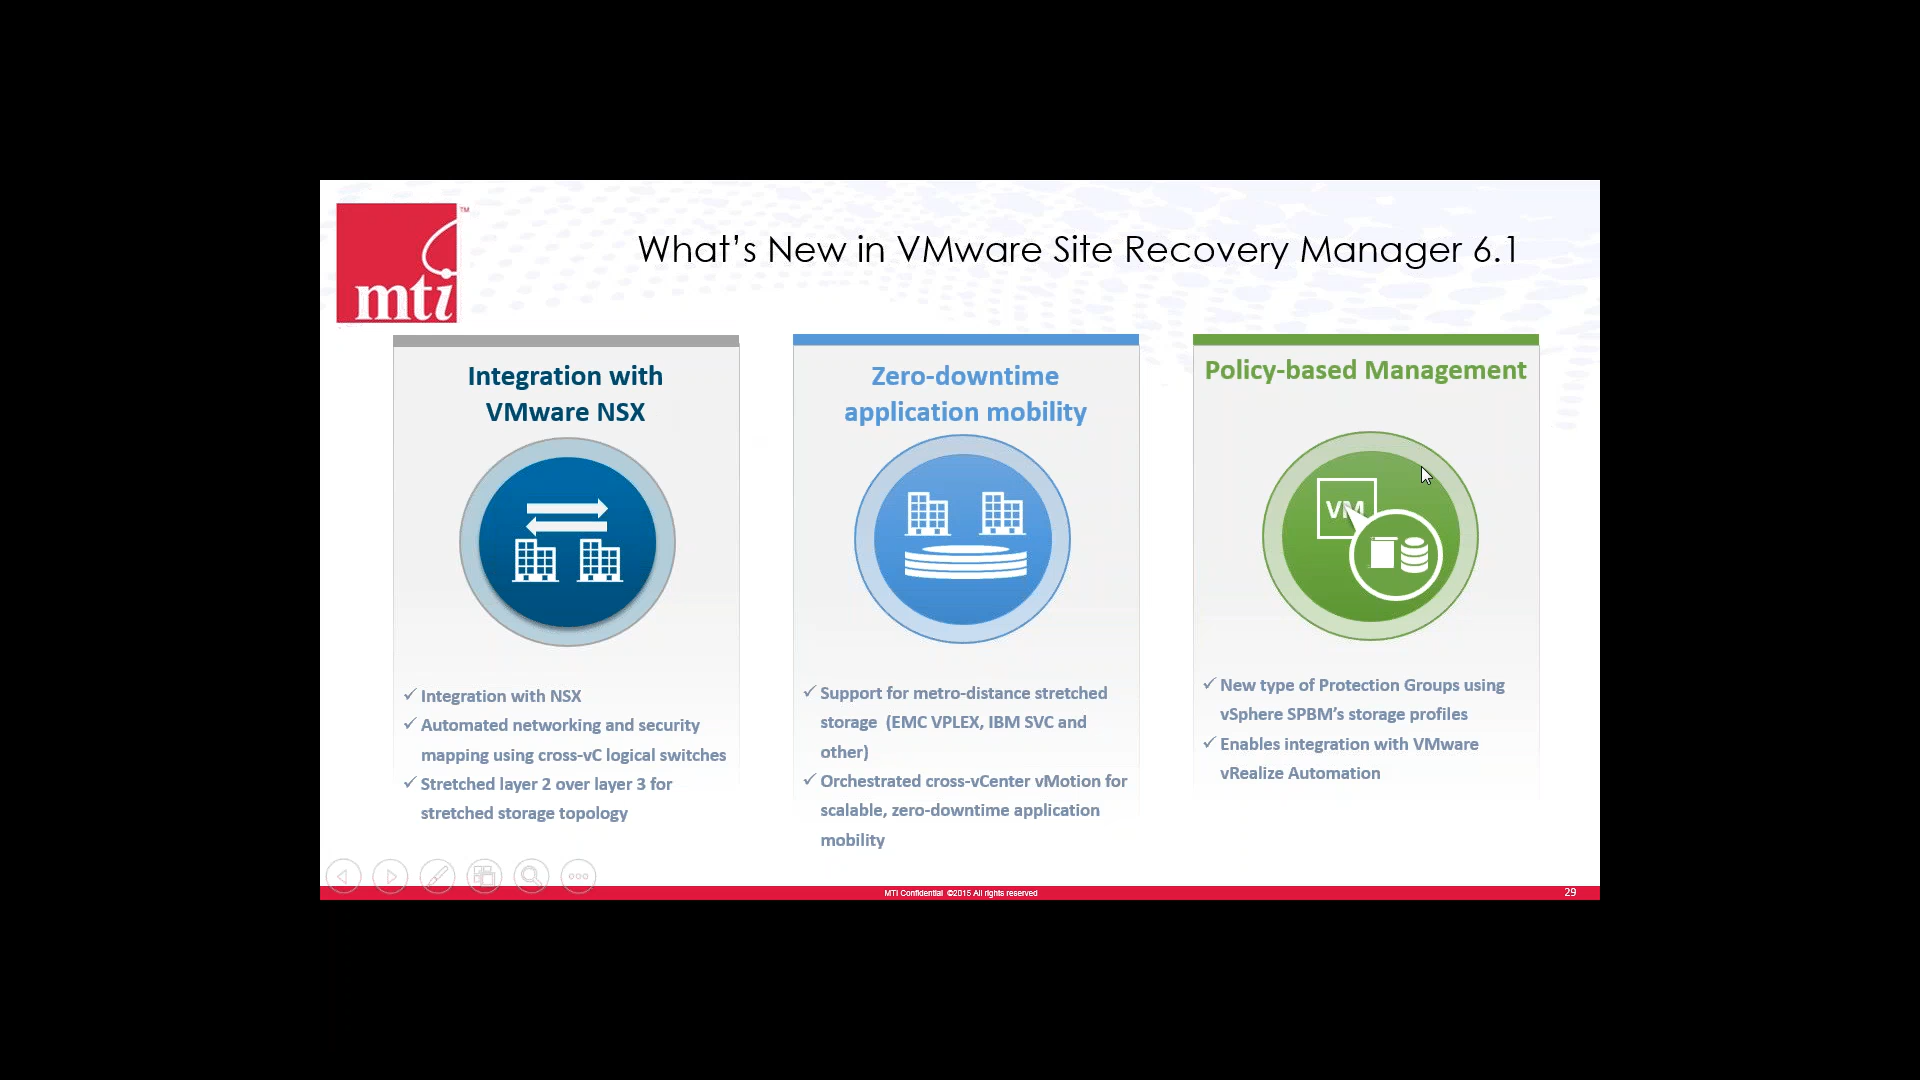 mti
TM
What's New in VMware Site Recovery Manager 6.1
Integration with
VMware NSX
Integration with NSX
Automated networking and security
mapping using cross-vC logical switches
Stretched layer 2 over layer 3 for
stretched storage topology
Zero-downtime
application mobility
Support for metro-distance stretched
storage (EMC VPLEX, IBM SVC and
other)
Orchestrated cross-vCenter vMotion for
scalable, zero-downtime application
mobility
Policy-based Management
VM
New type of Protection Groups using
vSphere SPBM's storage profiles
Enables integration with VMware
vRealize Automation
MTI Confidential ©2015 All rights reserved
29